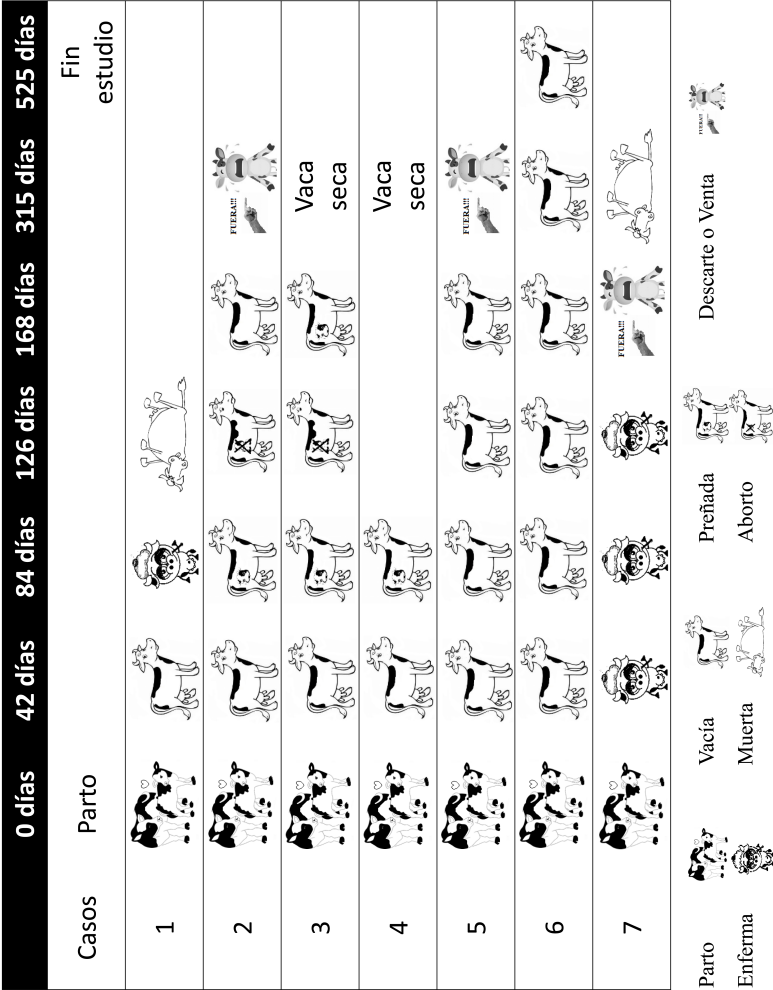 0 días 42 días 84 días 126 días 168 días 315 días 525 días
Casos Parto Fin
estudio
1
2 FUERA!!!
3 Vaca
seca
4 Vaca
seca
5 FUERA!!!
6
7 FUERA!!!
Parto Vacía Preñada Descarte o Venta FUERA!!!
Enferma Muerta Aborto